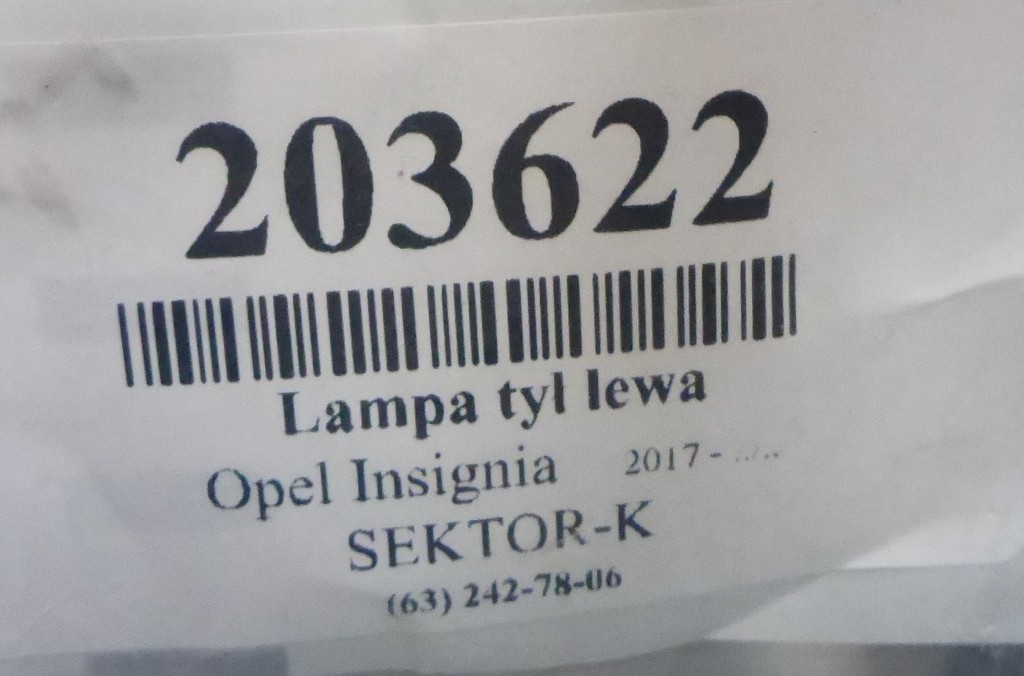 203622
Lampa tył lewa
Opel Insignia 2017 - .....
SEKTOR-K
(63) 242-78-06